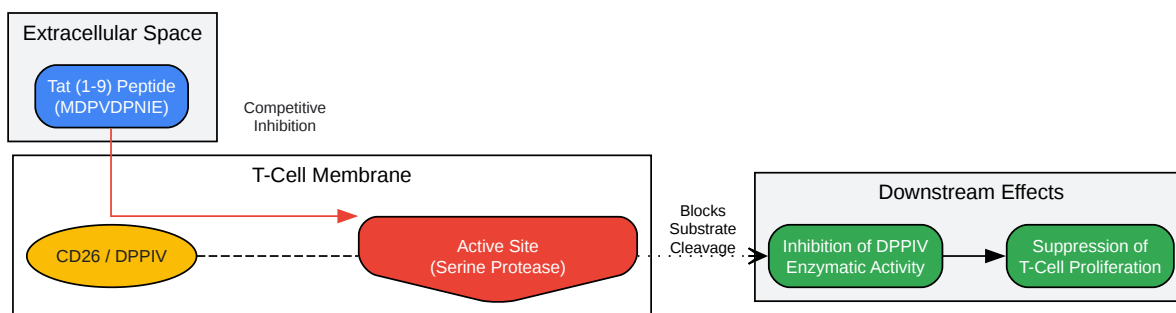 Extracellular Space
Tat (1-9) Peptide
(MDPVDPNIE)
Competitive
Inhibition
T-Cell Membrane
CD26 / DPPIV
Active Site
(Serine Protease)
Blocks
Substrate
Cleavage
Downstream Effects
Inhibition of DPPIV
Enzymatic Activity
Suppression of
T-Cell Proliferation